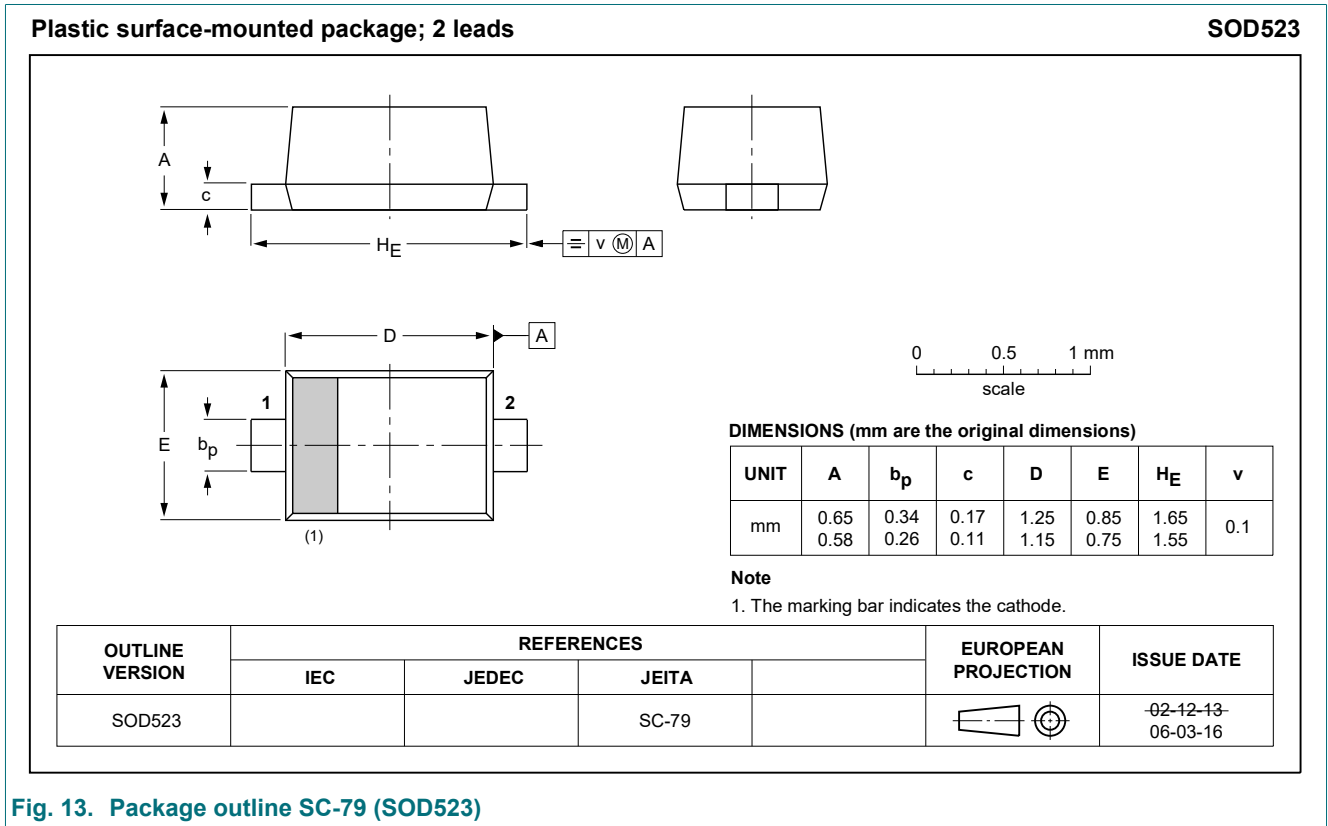 Plastic surface-mounted package; 2 leads SOD523
A
c
HE
v M A
D
A
1
2
E
bp
(1)
0 0.5 1 mm
scale
DIMENSIONS (mm are the original dimensions)
UNIT A bp c D E HE v
mm 0.65 0.34 0.17 1.25 0.85 1.65 0.1
0.58 0.26 0.11 1.15 0.75 1.55
Note
1. The marking bar indicates the cathode.
OUTLINE VERSION REFERENCES EUROPEAN PROJECTION ISSUE DATE
IEC JEDEC JEITA
SOD523 SC-79 02-12-13
06-03-16
Fig. 13. Package outline SC-79 (SOD523)